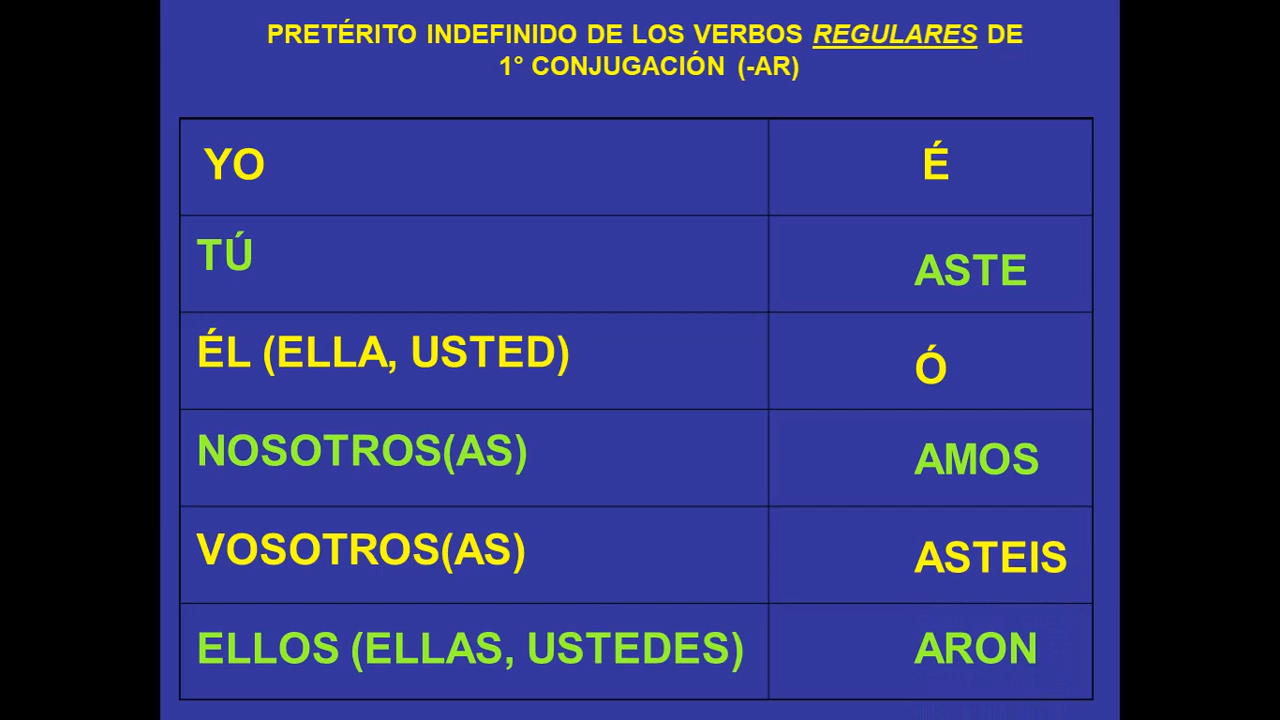 PRETÉRITO INDEFINIDO DE LOS VERBOS REGULARES DE
1° CONJUGACIÓN (-AR)
YO É
TÚ ASTE
ÉL (ELLA, USTED) Ó
NOSOTROS(AS) AMOS
VOSOTROS(AS) ASTEIS
ELLOS (ELLAS, USTEDES) ARON